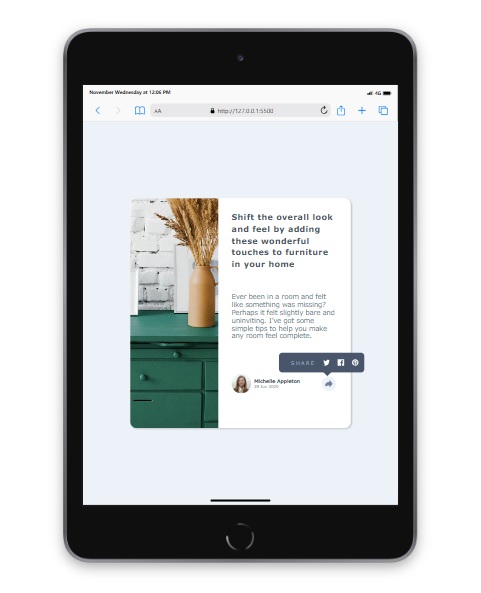 November Wednesday at 12:06 PM
4G
AA
http://127.0.0.1:5500
Shift the overall look
and feel by adding
these wonderful
touches to furniture
in your home
Ever been in a room and felt
like something was missing?
Perhaps it felt slightly bare and
uninviting. I've got some
simple tips to help you make
any room feel complete.
SHARE
Michelle Appleton
28 Jun 2020